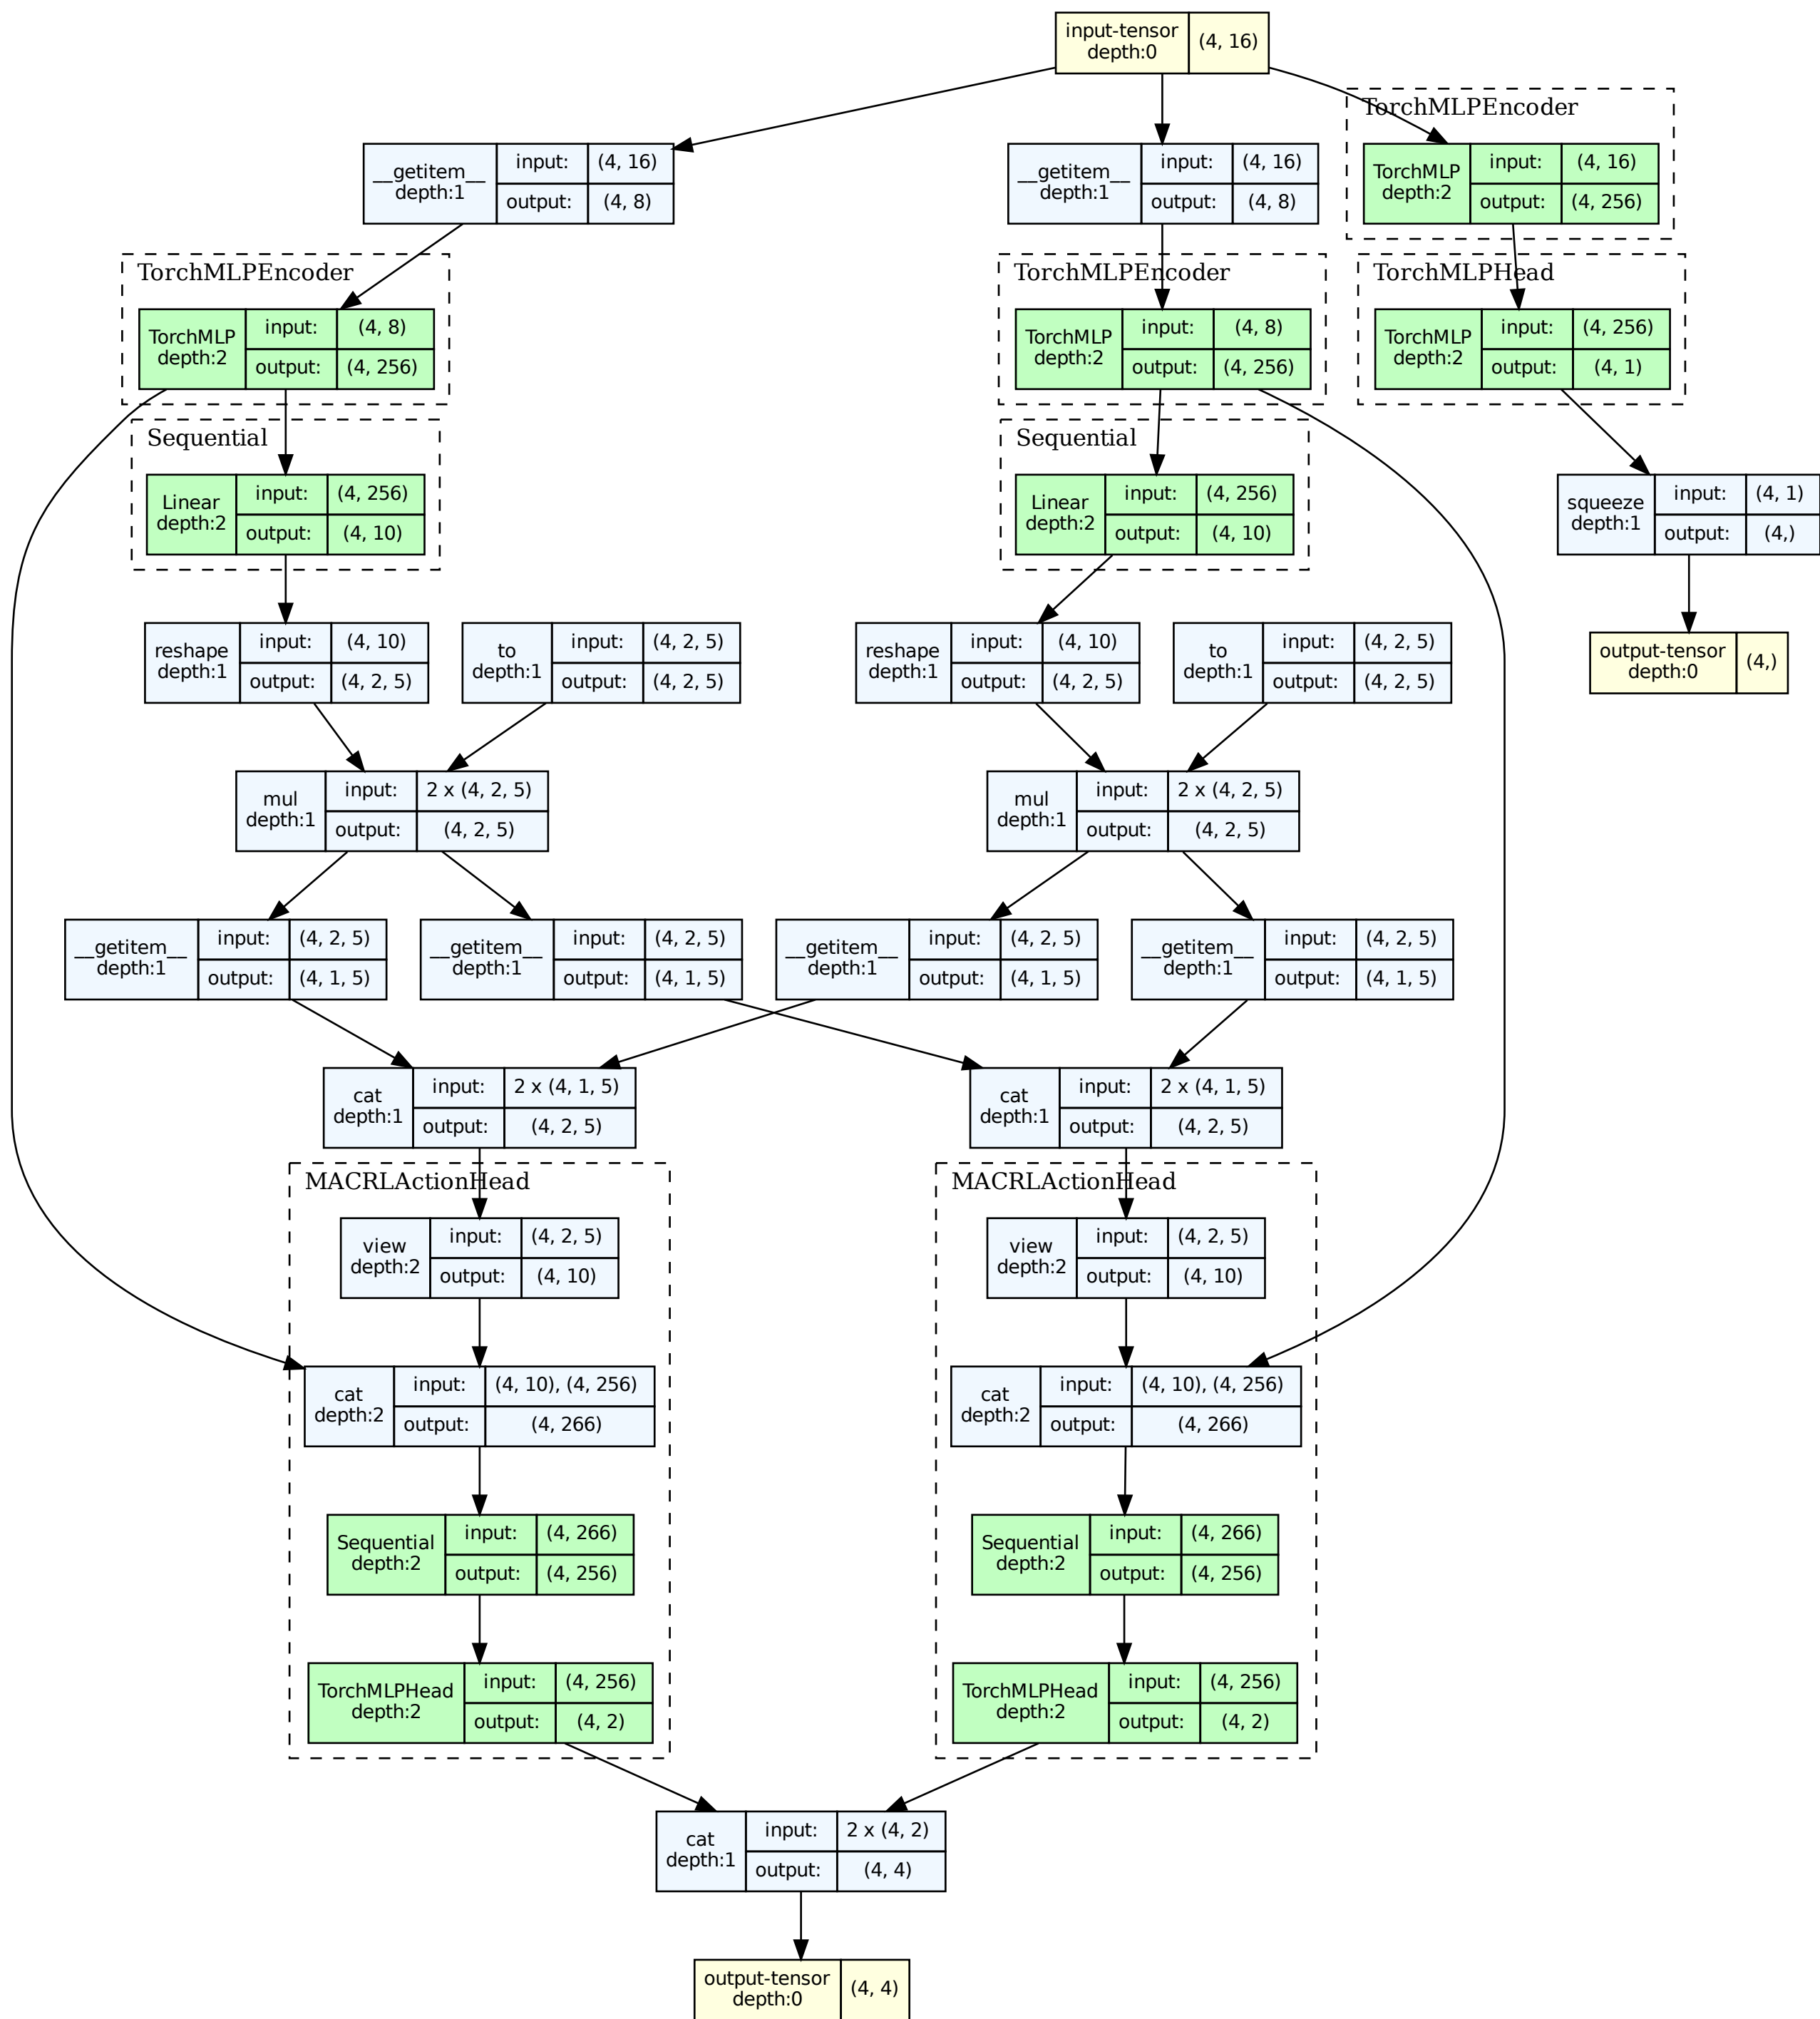 input-tensor
depth:0
(4, 16)
TorchMLPEncoder
__getitem__
depth:1
input:
(4, 16)
output:
(4, 8)
__getitem__
depth:1
input:
(4, 16)
output:
(4, 8)
TorchMLP
depth:2
input:
(4, 16)
output:
(4, 256)
TorchMLPEncoder
TorchMLP
depth:2
input:
(4, 8)
output:
(4, 256)
TorchMLPEncoder
TorchMLP
depth:2
input:
(4, 8)
output:
(4, 256)
TorchMLPHead
TorchMLP
depth:2
input:
(4, 256)
output:
(4, 1)
Sequential
Linear
depth:2
input:
(4, 256)
output:
(4, 10)
Sequential
Linear
depth:2
input:
(4, 256)
output:
(4, 10)
squeeze
depth:1
input:
(4, 1)
output:
(4,)
reshape
depth:1
input:
(4, 10)
output:
(4, 2, 5)
to
depth:1
input:
(4, 2, 5)
output:
(4, 2, 5)
reshape
depth:1
input:
(4, 10)
output:
(4, 2, 5)
to
depth:1
input:
(4, 2, 5)
output:
(4, 2, 5)
output-tensor
depth:0
(4,)
mul
depth:1
input:
2 x (4, 2, 5)
output:
(4, 2, 5)
mul
depth:1
input:
2 x (4, 2, 5)
output:
(4, 2, 5)
__getitem__
depth:1
input:
(4, 2, 5)
output:
(4, 1, 5)
__getitem__
depth:1
input:
(4, 2, 5)
output:
(4, 1, 5)
__getitem__
depth:1
input:
(4, 2, 5)
output:
(4, 1, 5)
__getitem__
depth:1
input:
(4, 2, 5)
output:
(4, 1, 5)
cat
depth:1
input:
2 x (4, 1, 5)
output:
(4, 2, 5)
cat
depth:1
input:
2 x (4, 1, 5)
output:
(4, 2, 5)
MACRLActionHead
view
depth:2
input:
(4, 2, 5)
output:
(4, 10)
MACRLActionHead
view
depth:2
input:
(4, 2, 5)
output:
(4, 10)
cat
depth:2
input:
(4, 10), (4, 256)
output:
(4, 266)
cat
depth:2
input:
(4, 10), (4, 256)
output:
(4, 266)
Sequential
depth:2
input:
(4, 266)
output:
(4, 256)
Sequential
depth:2
input:
(4, 266)
output:
(4, 256)
TorchMLPHead
depth:2
input:
(4, 256)
output:
(4, 2)
TorchMLPHead
depth:2
input:
(4, 256)
output:
(4, 2)
cat
depth:1
input:
2 x (4, 2)
output:
(4, 4)
output-tensor
depth:0
(4, 4)